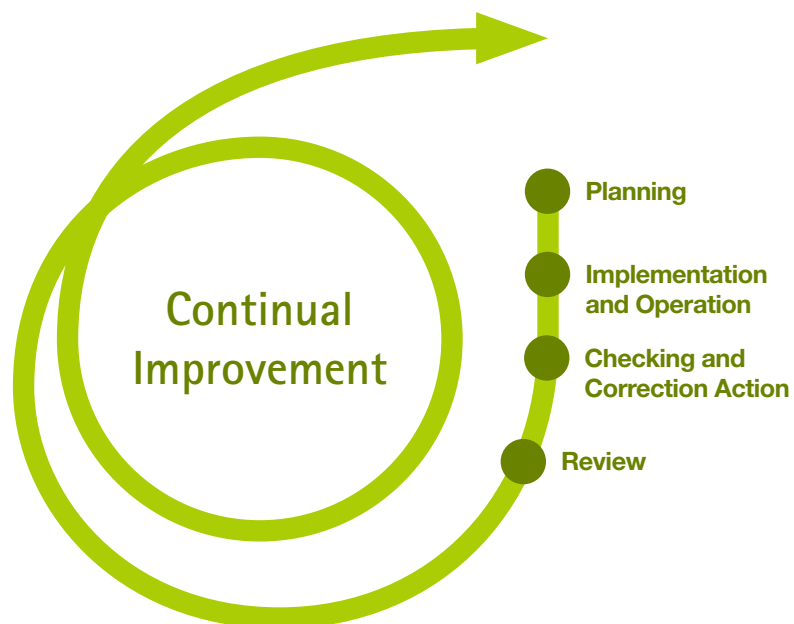 Continual
Improvement
Planning
Implementation
and Operation
Checking and
Correction Action
Review